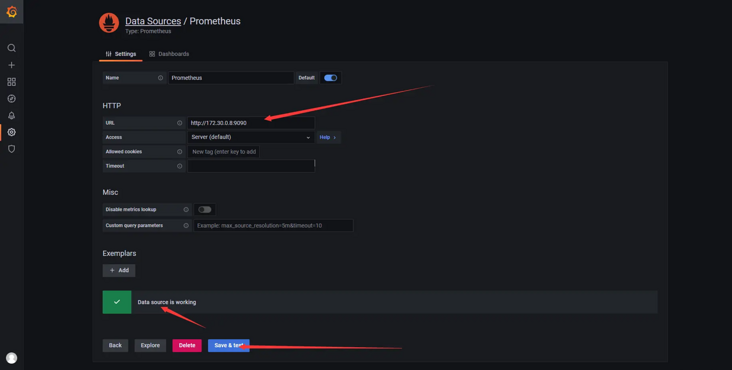 Data Sources / Prometheus
Type: Prometheus
Settings
Dashboards
Name
Prometheus
Default
HTTP
URL
http://172.30.0.8:9090
Access
Server (default)
Help >
Allowed cookies
New tag (enter key to add
Timeout
Misc
Disable metrics lookup
Custom query parameters
Example: max_source_resolution=5m&timeout=10
Exemplars
+ Add
Data source is working
Back
Explore
Delete
Save & test